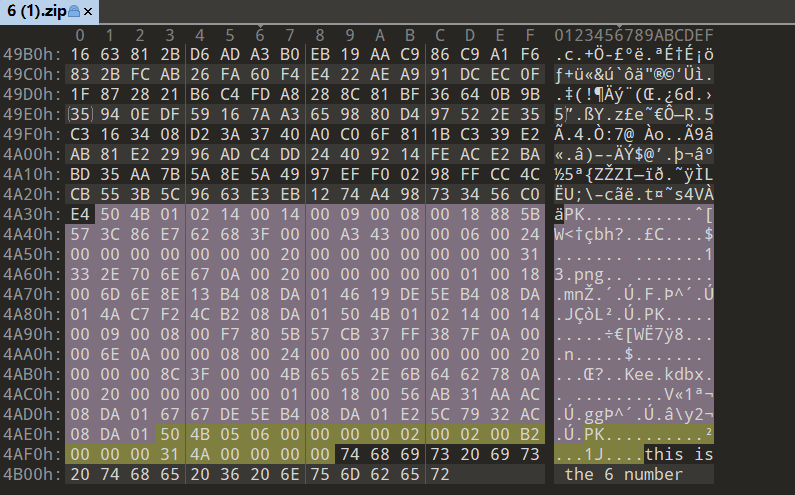 6 (1).zip ×
0 1 2 3 4 5 6 7 8 9 A B C D E F 0123456789ABCDEF
49B0h: 16 63 81 2B D6 AD A3 B0 EB 19 AA C9 86 C9 A1 F6 .c.+Ö-£°ë.ªÉ†É¡ö
49C0h: 83 2B FC AB 26 FA 60 F4 E4 22 AE A9 91 DC EC 0F ƒ+ü«&ú`ôä"®©‘Üì.
49D0h: 1F 87 28 21 B6 C4 FD A8 28 8C 81 BF 36 64 0B 9B .‡(!¶Äý¨(Œ.¿6d.›
49E0h: 35 94 0E DF 59 16 7A A3 65 98 80 D4 97 52 2E 35 5”.ßY.z£e˜€Ô—R.5
49F0h: C3 16 34 08 D2 3A 37 40 A0 C0 6F 81 1B C3 39 E2 Ã.4.Ò:7@ Ào..Ã9â
4A00h: AB 81 E2 29 96 AD C4 DD 24 40 92 14 FE AC E2 BA «.â)–-ÄÝ$@’.þ¬âº
4A10h: BD 35 AA 7B 5A 8E 5A 49 97 EF F0 02 98 FF CC 4C ½5ª{ZŽZI—ïð.˜ÿÌL
4A20h: CB 55 3B 5C 96 63 E3 EB 12 74 A4 98 73 34 56 C0 ËU;\–cãë.t¤˜s4VÀ
4A30h: E4 50 4B 01 02 14 00 14 00 09 00 08 00 18 88 5B äPK...........ˆ[
4A40h: 57 3C 86 E7 62 68 3F 00 00 A3 43 00 00 06 00 24 W<†çbh?..£C....$
4A50h: 00 00 00 00 00 00 00 20 00 00 00 00 00 00 00 31 ....... .......1
4A60h: 33 2E 70 6E 67 0A 00 20 00 00 00 00 00 01 00 18 3.png.. ........
4A70h: 00 6D 6E 8E 13 B4 08 DA 01 46 19 DE 5E B4 08 DA .mnŽ.´.Ú.F.Þ^´.Ú
4A80h: 01 4A C7 F2 4C B2 08 DA 01 50 4B 01 02 14 00 14 .JÇòL².Ú.PK.....
4A90h: 00 09 00 08 00 F7 80 5B 57 CB 37 FF 38 7F 0A 00 .....÷€[WË7ÿ8...
4AA0h: 00 6E 0A 00 00 08 00 24 00 00 00 00 00 00 00 20 .n.....$.......
4AB0h: 00 00 00 8C 3F 00 00 4B 65 65 2E 6B 64 62 78 0A ...Œ?..Kee.kdbx.
4AC0h: 00 20 00 00 00 00 00 01 00 18 00 56 AB 31 AA AC . .........V«1ª¬
4AD0h: 08 DA 01 67 67 DE 5E B4 08 DA 01 E2 5C 79 32 AC .Ú.ggÞ^´.Ú.â\y2¬
4AE0h: 08 DA 01 50 4B 05 06 00 00 00 00 02 00 02 00 B2 .Ú.PK..........²
4AF0h: 00 00 00 31 4A 00 00 00 00 74 68 69 73 20 69 73 ...1J....this is
4B00h: 20 74 68 65 20 36 20 6E 75 6D 62 65 72 the 6 number